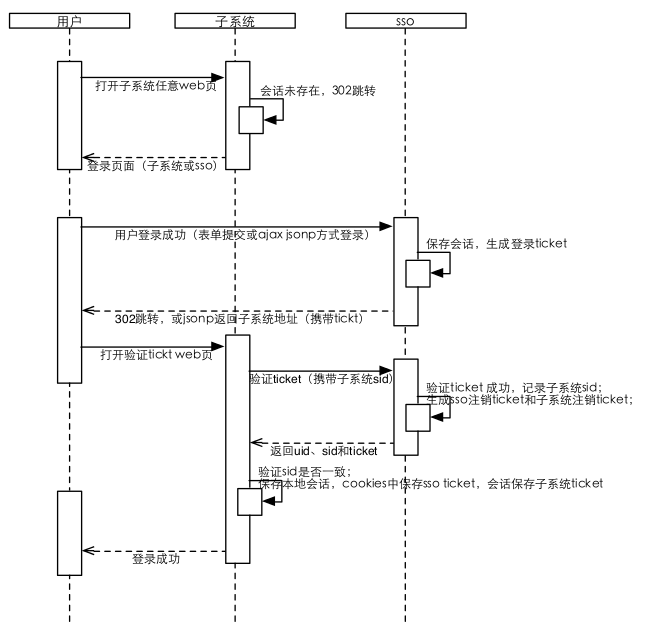 用户
子系统
sso
打开子系统任意web页
会话未存在，302跳转
登录页面（子系统或sso）
用户登录成功（表单提交或ajax jsonp方式登录）
保存会话，生成登录ticket
302跳转，或jsonp返回子系统地址（携带tickt）
打开验证tickt web页
验证ticket（携带子系统sid）
验证ticket 成功，记录子系统sid；
生成sso注销ticket和子系统注销ticket；
返回uid、sid和ticket
验证sid是否一致；
保存本地会话，cookies中保存sso ticket，会话保存子系统ticket
登录成功